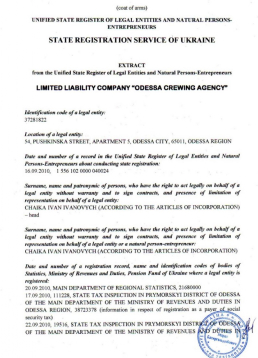 (coat of arms)
UNIFIED STATE REGISTER OF LEGAL ENTITIES AND NATURAL PERSONS-
ENTREPRENEURS
STATE REGISTRATION SERVICE OF UKRAINE
EXTRACT
from the Unified State Register of Legal Entities and Natural Persons-Entrepreneurs
LIMITED LIABILITY COMPANY "ODESSA CREWING AGENCY"
Identification code of a legal entity:
37281822
Location of a legal entity:
54, PUSHKINSKA STREET, APARTMENT 5, ODESSA CITY, 65011, ODESSA REGION
Date and number of a record in the Unified State Register of Legal Entities and Natural
Persons-Entrepreneurs about conducting state registration:
16.09.2010, 1 556 102 0000 040024
Surname, name and patronymic of persons, who have the right to act legally on behalf of a
legal entity without warranty and to sign contracts, and presence of limitation of
representation on behalf of a legal entity:
CHAIKA IVAN IVANOVYCH (ACCORDING TO THE ARTICLES OF INCORPORATION)
– head
Surname, name and patronymic of persons, who have the right to act legally on behalf of a
legal entity without warranty and to sign contracts, and presence of limitation of
representation on behalf of a legal entity or a natural person-entrepreneur:
CHAIKA IVAN IVANOVYCH (ACCORDING TO THE ARTICLES OF INCORPORATION)
Date and number of a registration record, name and identification codes of bodies of
Statistics, Ministry of Revenues and Duties, Pension Fund of Ukraine where a legal entity is
registered:
20.09.2010, MAIN DEPARTMENT OF REGIONAL STATISTICS, 21680000
17.09.2010, 11228, STATE TAX INSPECTION IN PRYMORSKYI DISTRICT OF ODESSA
OF THE MAIN DEPARTMENT OF THE MINISTRY OF REVENUES AND DUTIES IN
ODESSA REGION, 38723378 (information in respect of registration as a payer of social
security tax)
22.09.2010, 19516, STATE TAX INSPECTION IN PRYMORSKYI DISTRICT OF ODESSA
OF THE MAIN DEPARTMENT OF THE MINISTRY OF REVENUES AND DUTIES IN